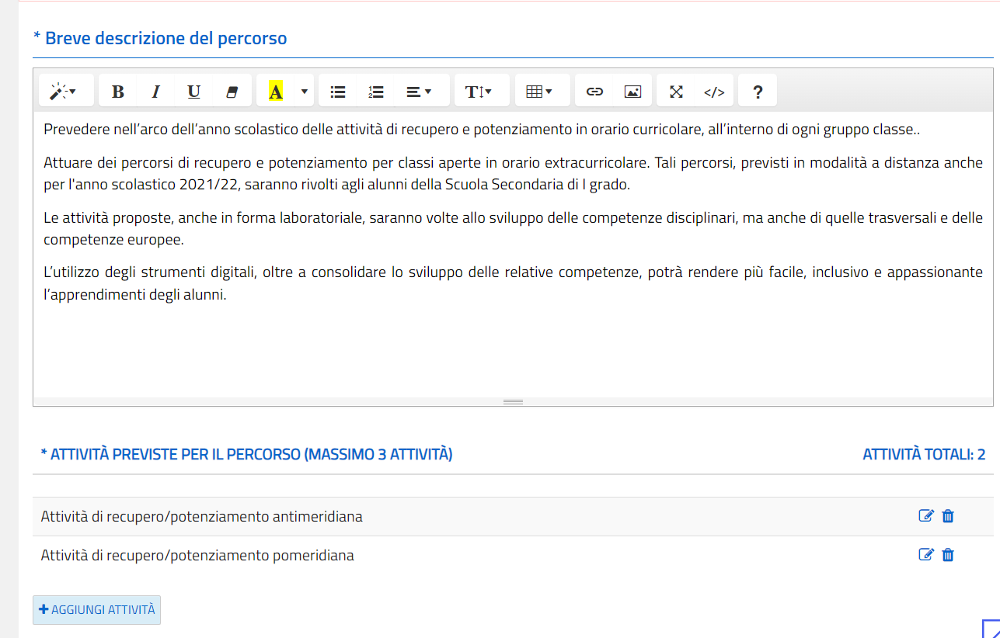 * Breve descrizione del percorso
B I U A T ?
Prevedere nell’arco dell’anno scolastico delle attività di recupero e potenziamento in orario curricolare, all’interno di ogni gruppo classe..
Attuare dei percorsi di recupero e potenziamento per classi aperte in orario extracurricolare. Tali percorsi, previsti in modalità a distanza anche
per l'anno scolastico 2021/22, saranno rivolti agli alunni della Scuola Secondaria di I grado.
Le attività proposte, anche in forma laboratoriale, saranno volte allo sviluppo delle competenze disciplinari, ma anche di quelle trasversali e delle
competenze europee.
L’utilizzo degli strumenti digitali, oltre a consolidare lo sviluppo delle relative competenze, potrà rendere più facile, inclusivo e appassionante
l’apprendimenti degli alunni.
* ATTIVITÀ PREVISTE PER IL PERCORSO (MASSIMO 3 ATTIVITÀ) ATTIVITÀ TOTALI: 2
Attività di recupero/potenziamento antimeridiana
Attività di recupero/potenziamento pomeridiana
+ AGGIUNGI ATTIVITÀ